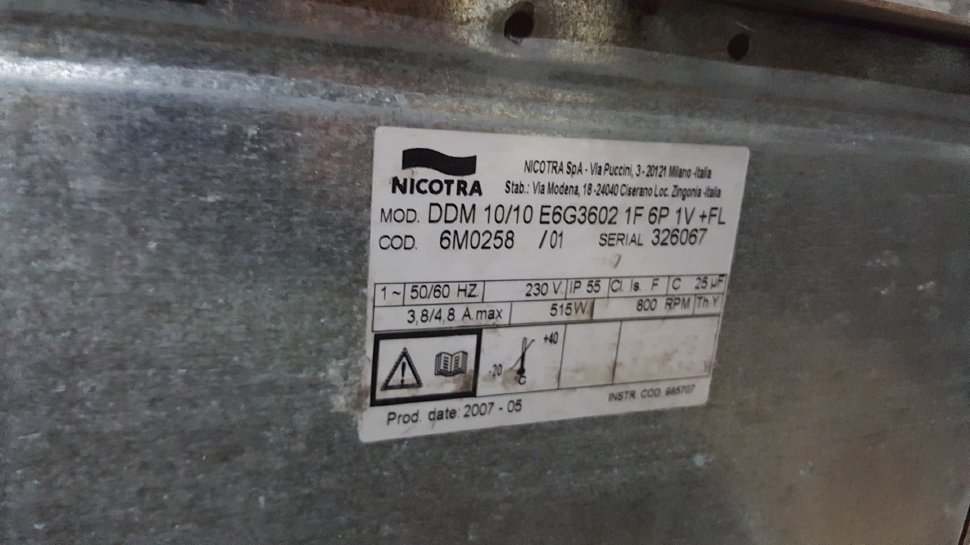 NICOTRA
NICOTRA SpA - Via Puccini, 3 - 20121 Milano -Italia
Stab.: Via Modena, 18 -24040 Ciserano Loc. Zingonia -Italia
MOD. DDM 10/10 E6G3602 1F 6P 1V +FL
COD. 6M0258 /01 SERIAL 326067
1 ~ 50/60 HZ. 230 V. IP 55 Cl. Is. F C 25 µF
3,8/4,8 A.max 515W 800 RPM Th Y
-20 +40
°C
Prod. date: 2007 - 05 INSTR. COD. 985707